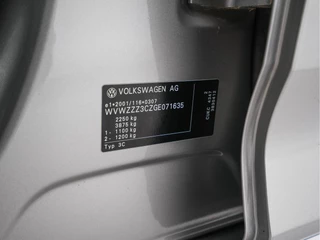 VOLKSWAGEN AG
e1*2001/116*0307
WVWZZZ3CZGE071635
2250 kg
3875 kg
1- 1100 kg
2- 1200 kg
Typ 3C